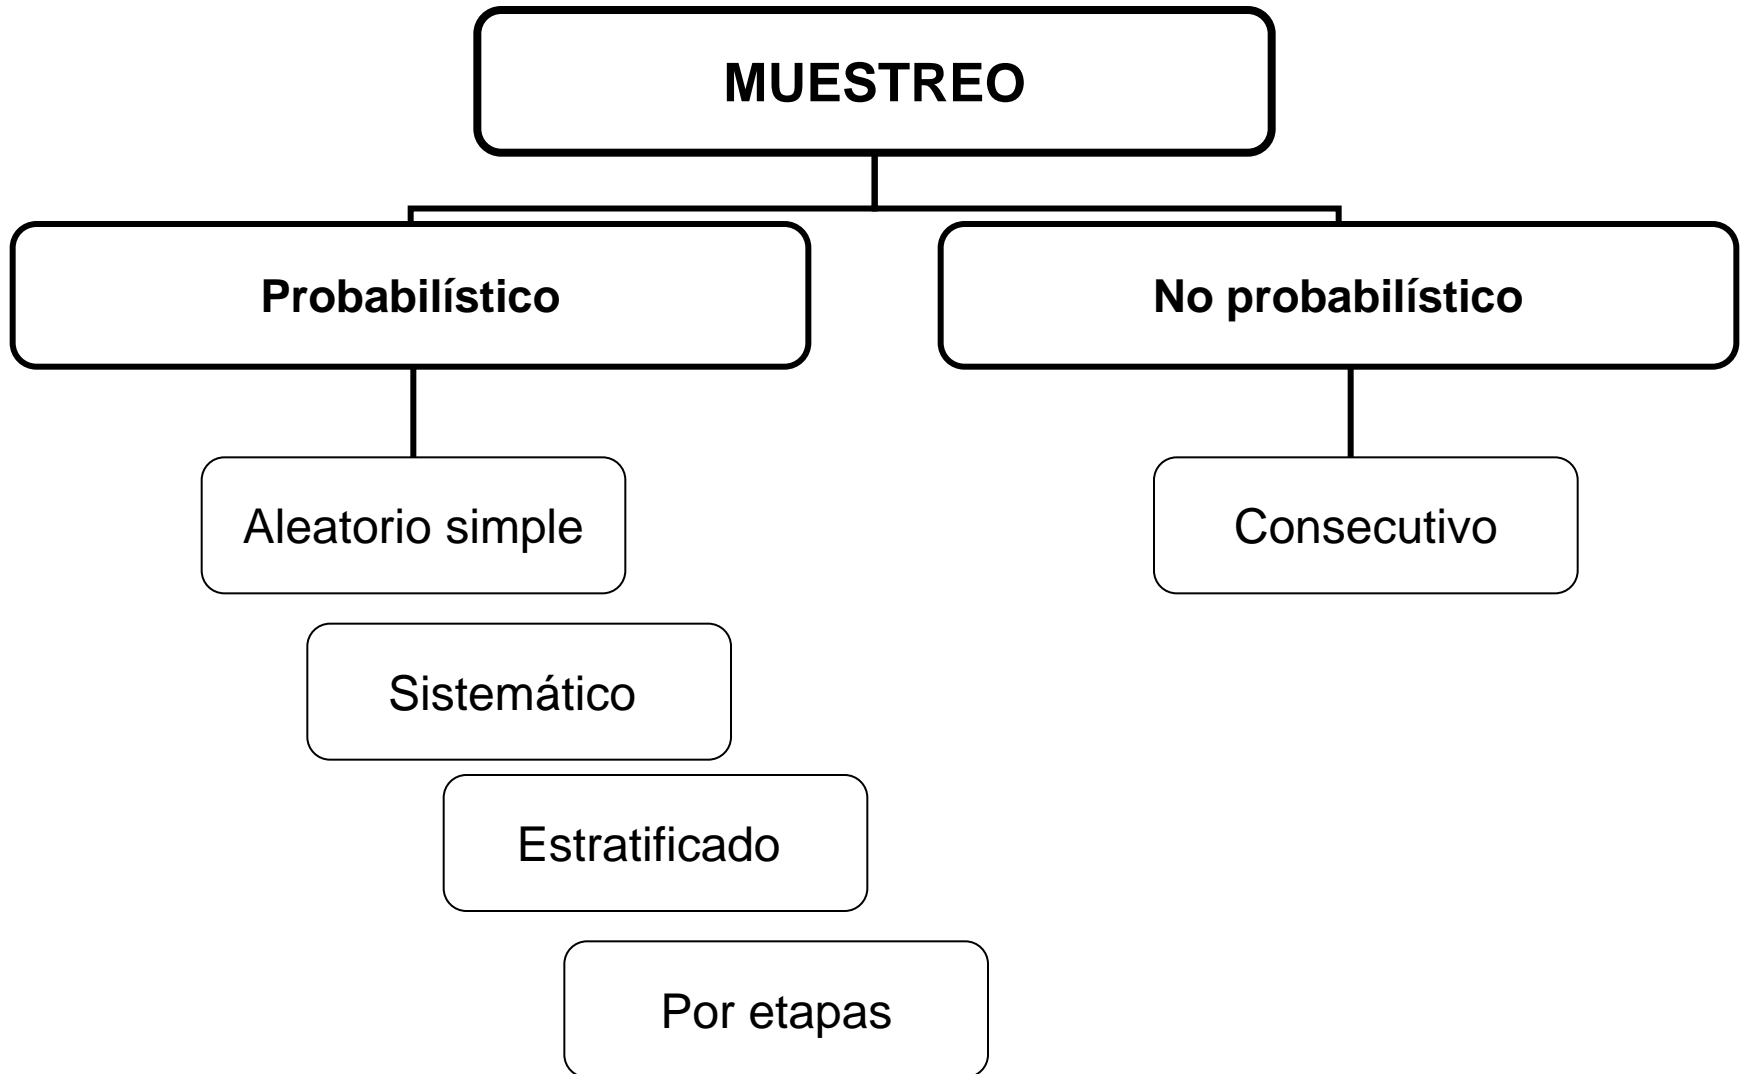 MUESTREO
Probabilístico
No probabilístico
Aleatorio simple
Consecutivo
Sistemático
Estratificado
Por etapas